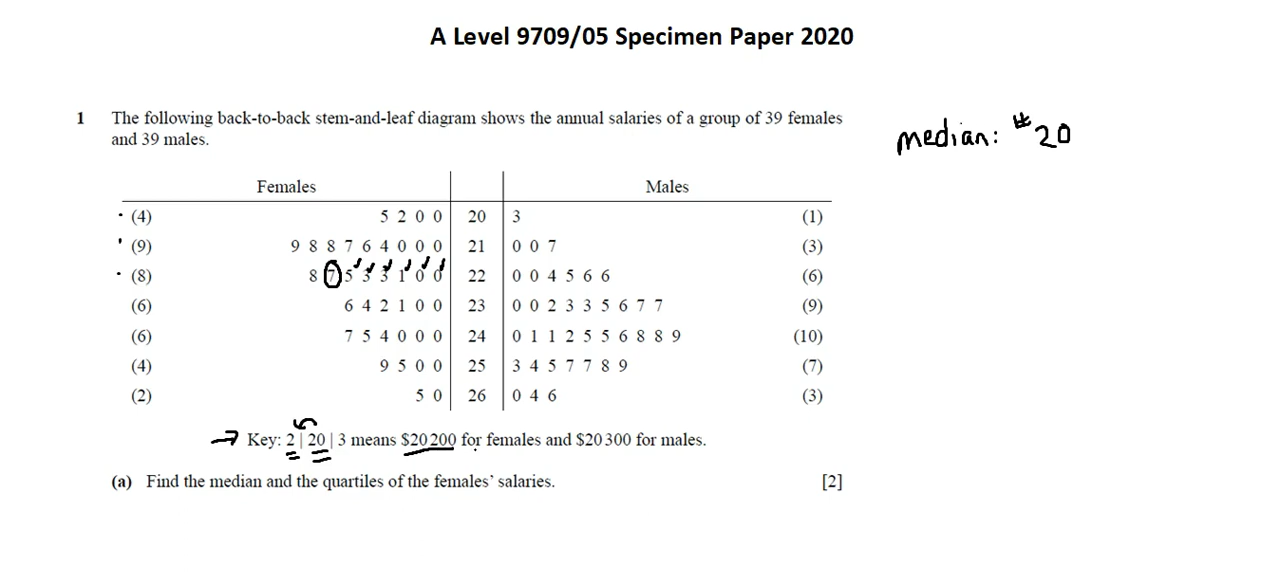 A Level 9709/05 Specimen Paper 2020
1 The following back-to-back stem-and-leaf diagram shows the annual salaries of a group of 39 females
and 39 males.
median: #20
Females Males
(4) 5 2 0 0 20 3 (1)
(9) 9 8 8 7 6 4 0 0 0 21 0 0 7 (3)
(8) 8 7 5 3 3 1 0 0 22 0 0 4 5 6 6 (6)
(6) 6 4 2 1 0 0 23 0 0 2 3 3 5 6 7 7 (9)
(6) 7 5 4 0 0 0 24 0 1 1 2 5 5 6 8 8 9 (10)
(4) 9 5 0 0 25 3 4 5 7 7 8 9 (7)
(2) 5 0 26 0 4 6 (3)
Key: 2 | 20 | 3 means $20 200 for females and $20 300 for males.
(a) Find the median and the quartiles of the females' salaries. [2]